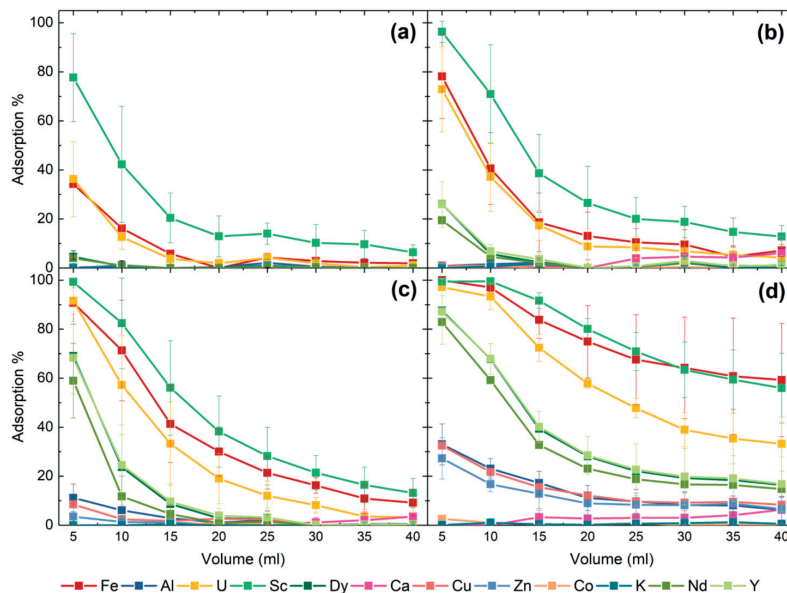 (a) (b)
100
80
60
40
20
0
Adsorption %
(c) (d)
100
80
60
40
20
0
Adsorption %
5 10 15 20 25 30 35 40 5 10 15 20 25 30 35 40
Volume (ml) Volume (ml)
Fe Al U Sc Dy Ca Cu Zn Co K Nd Y